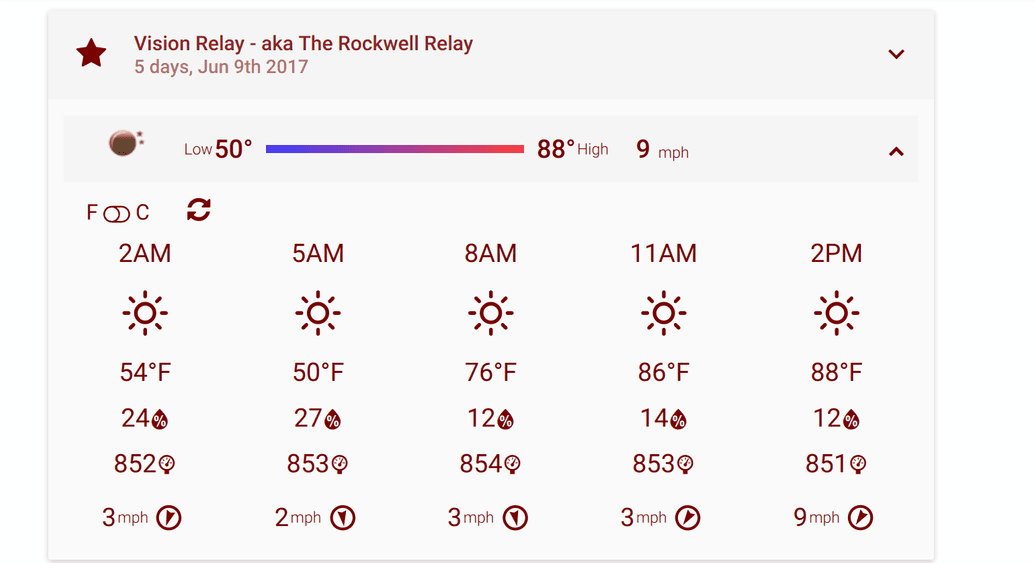 Vision Relay - aka The Rockwell Relay
5 days, Jun 9th 2017
Low 50° 88° High 9 mph
F C
2AM 5AM 8AM 11AM 2PM
54°F 50°F 76°F 86°F 88°F
24% 27% 12% 14% 12%
852 853 854 853 851
3 mph 2 mph 3 mph 3 mph 9 mph